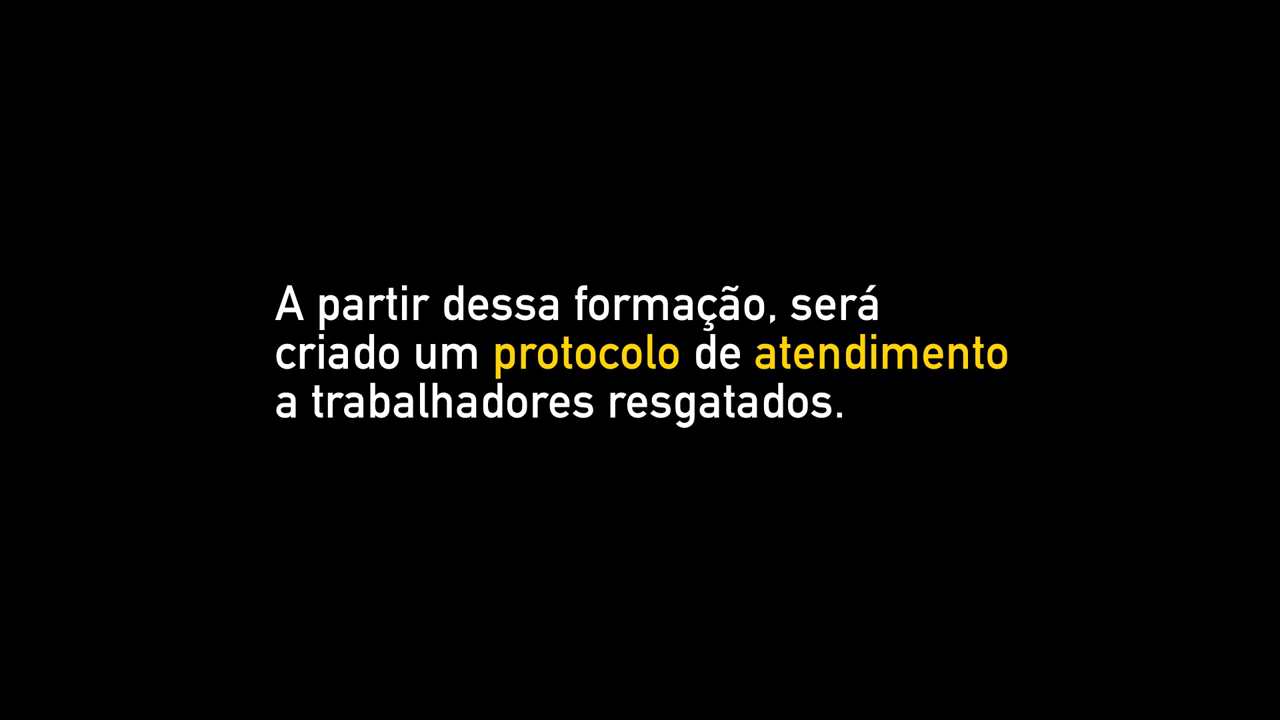 A partir dessa formação, será
criado um protocolo de atendimento
a trabalhadores resgatados.